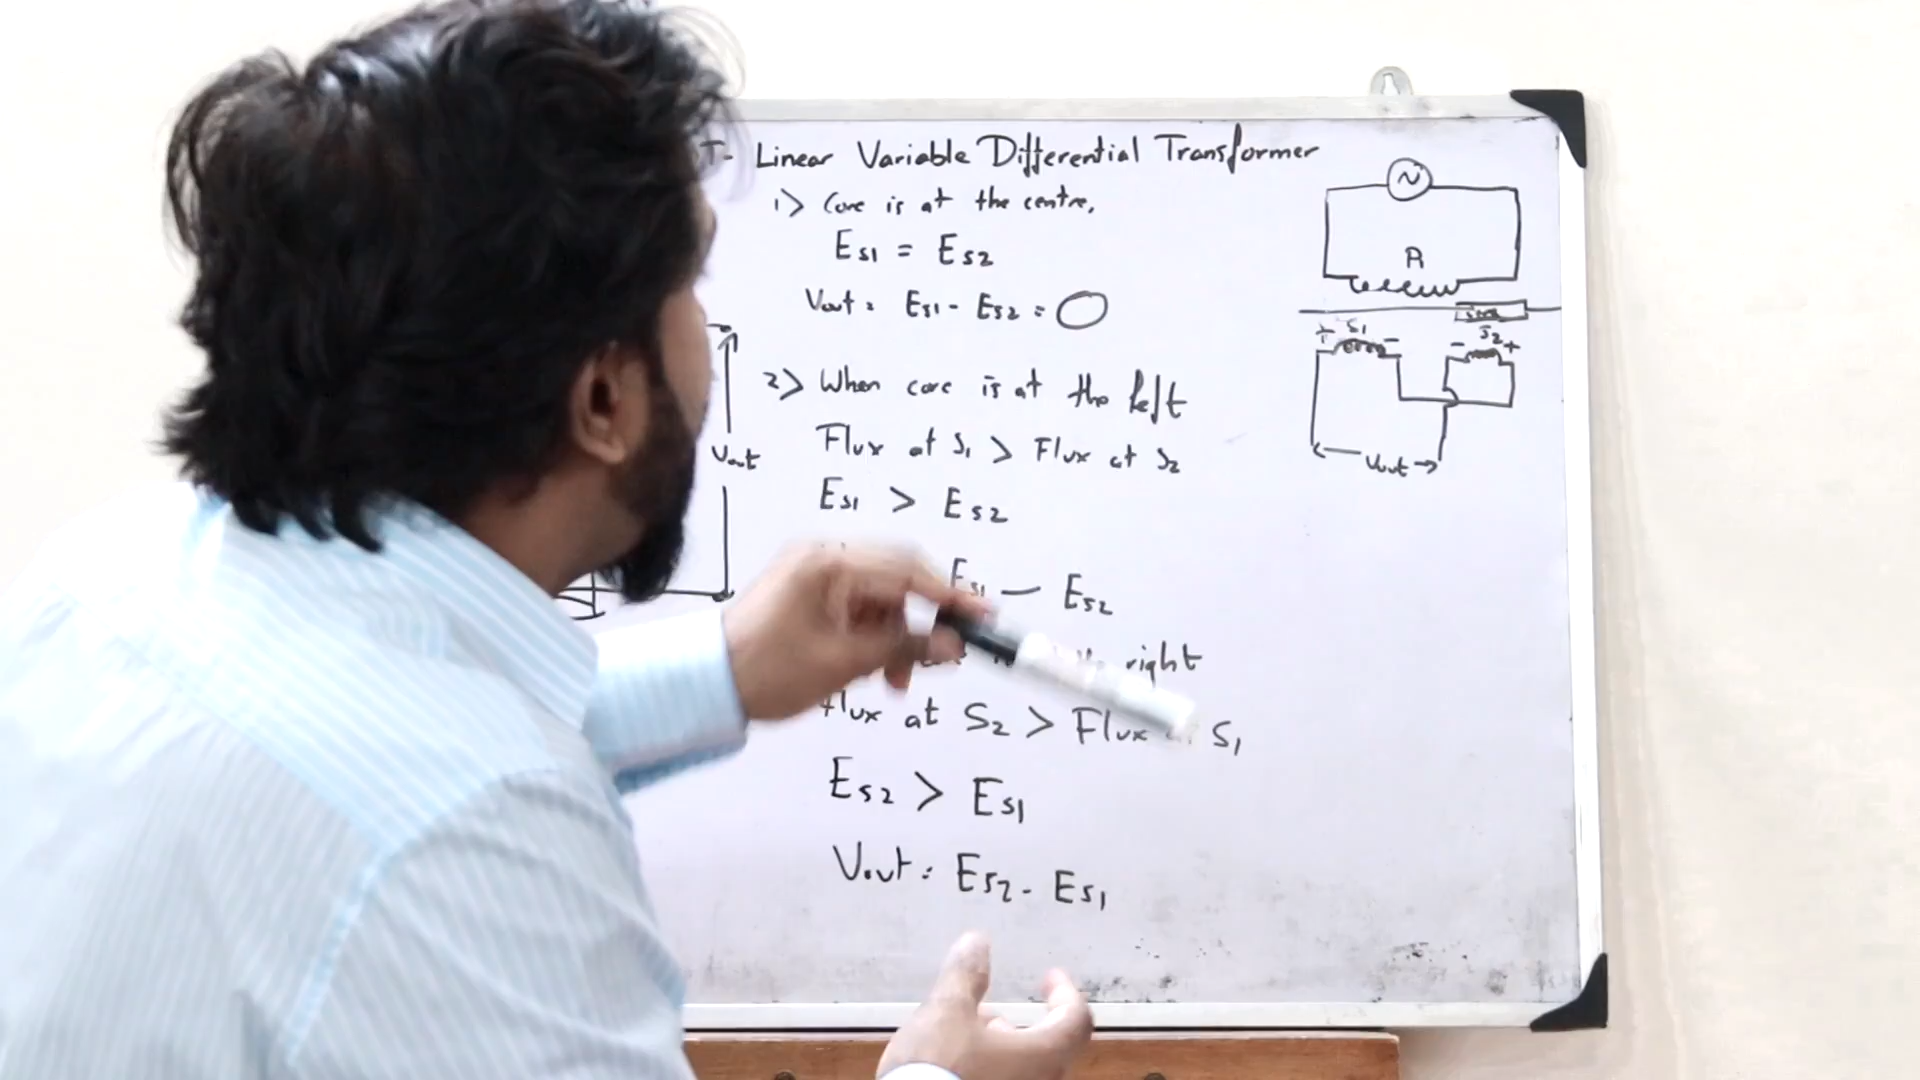 T- Linear Variable Differential Transformer
1> Core is at the centre,
Es1 = Es2
Vout = Es1 - Es2 = O
2> When core is at the left
Flux at S1 > Flux at S2
Es1 > Es2
Es1 — Es2
right
Flux at S2 > Flux S1
Es2 > Es1
Vout = Es2 - Es1
Vout
~
+ S1 -
- S2 +
Vout